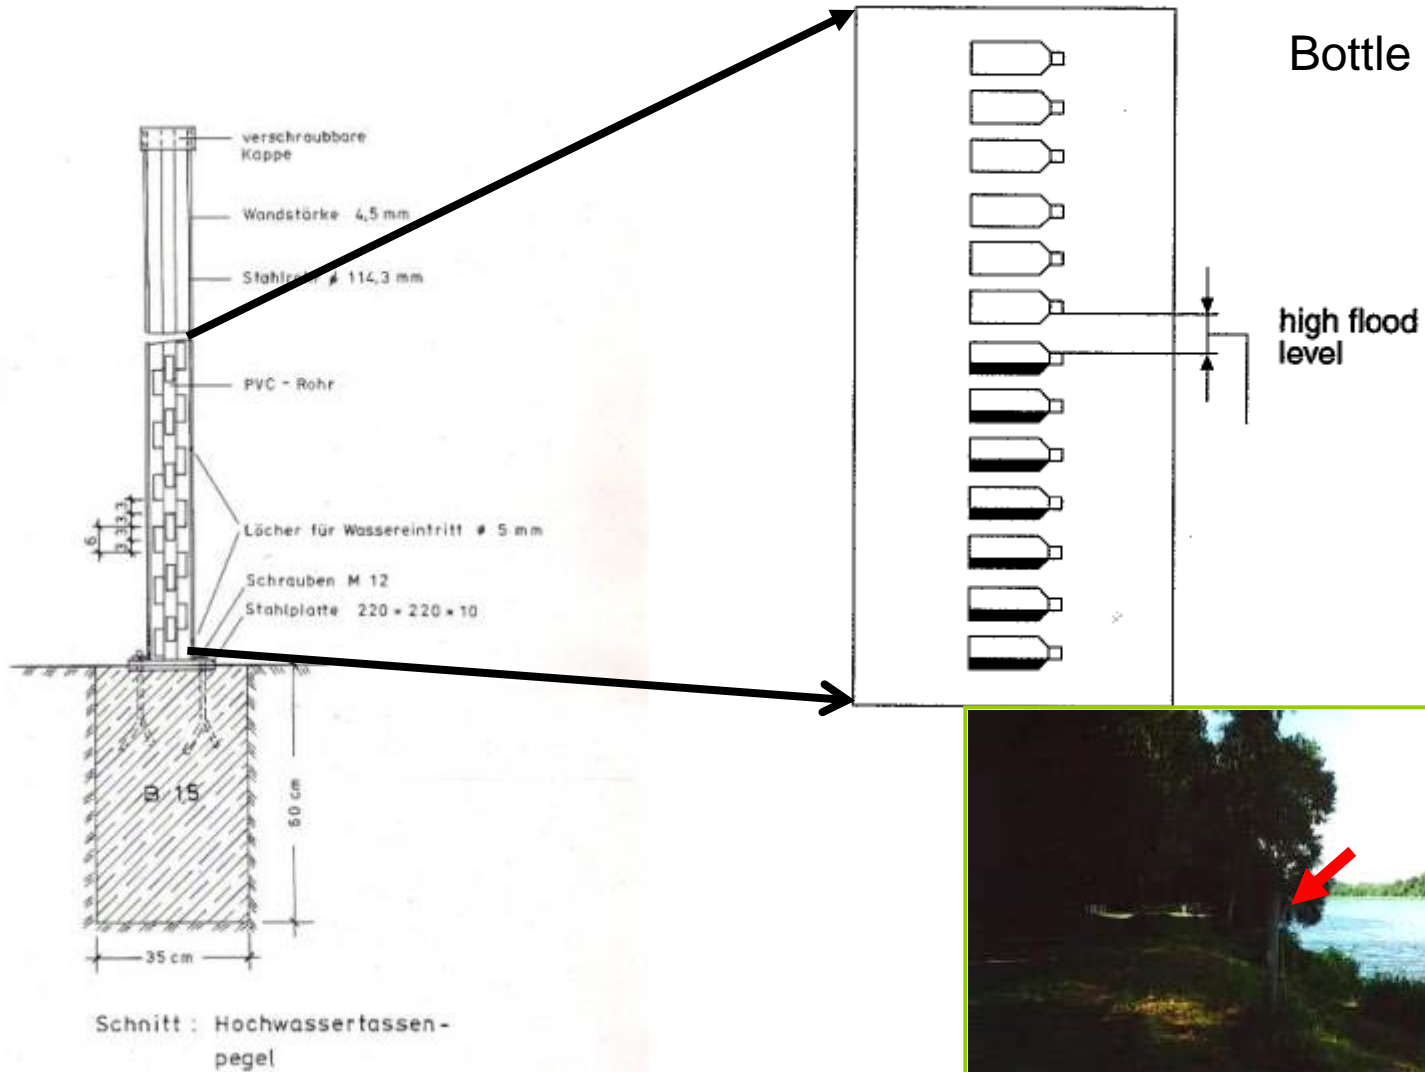 Bottle
verschraubbare
Kappe
Wandstärke 4,5 mm
Stahlrohr ø 114,3 mm
high flood
level
PVC - Rohr
3,3
6
3,3
Löcher für Wassereintritt ø 5 mm
Schrauben M 12
Stahlplatte 220 × 220 × 10
B 15
60 cm
35 cm
Schnitt : Hochwassertassen-
pegel